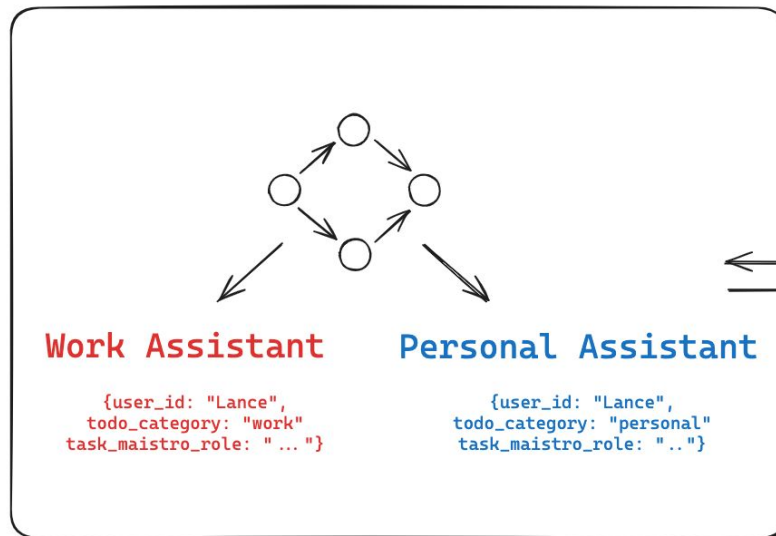 Work Assistant
{user_id: "Lance",
todo_category: "work"
task_maistro_role: "..."}
Personal Assistant
{user_id: "Lance",
todo_category: "personal"
task_maistro_role: ".."}